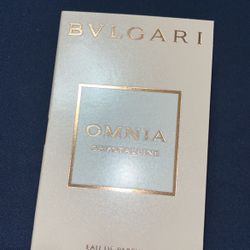 BVLGARI
OMNIA
CRYSTALLINE
EAU DE PARFUM